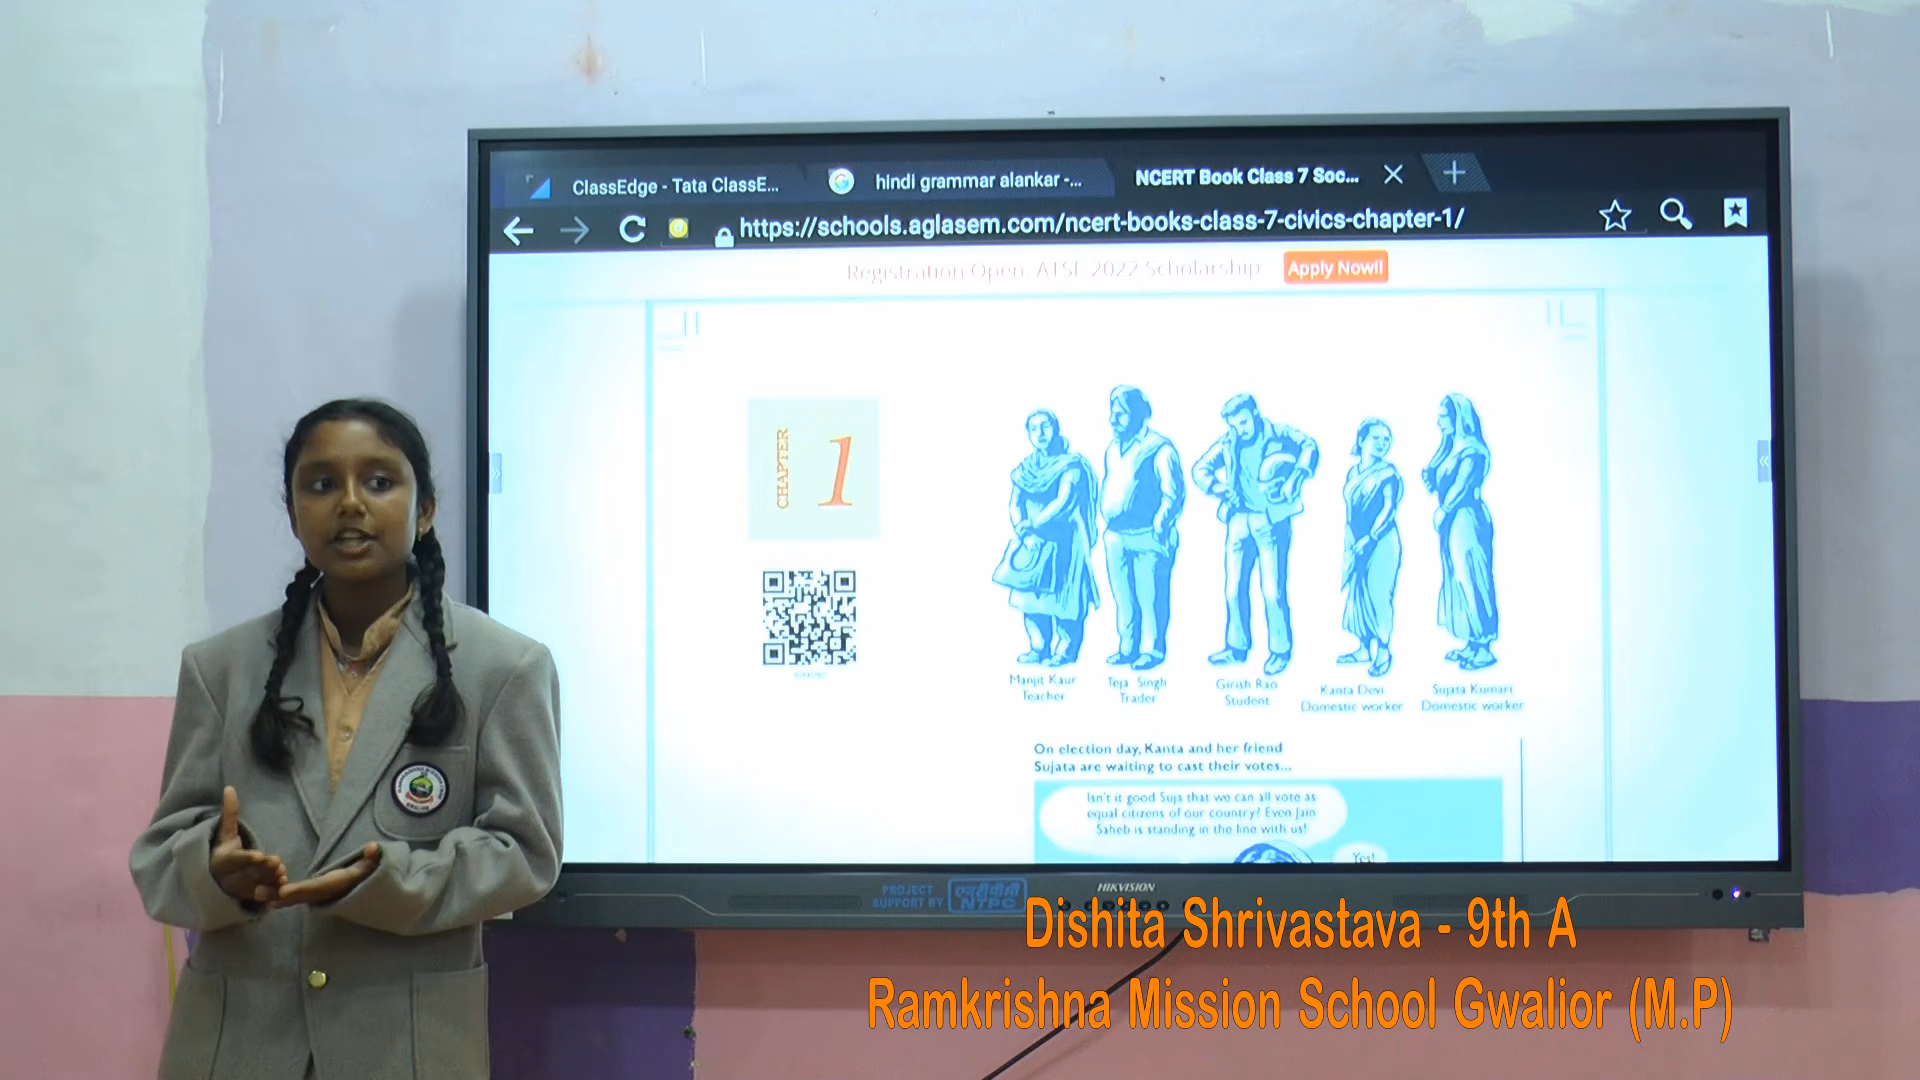 ClassEdge - Tata ClassE...
hindi grammar alankar -...
NCERT Book Class 7 Soc...
https://schools.aglasem.com/ncert-books-class-7-civics-chapter-1/
Registration Open: ATSE 2022 Scholarship
Apply Now!!
CHAPTER
1
Manjit Kaur
Teacher
Teja Singh
Trader
Girish Rao
Student
Kanta Devi
Domestic worker
Sujata Kumari
Domestic worker
On election day, Kanta and her friend
Sujata are waiting to cast their votes...
Isn't it good Suja that we can all vote as
equal citizens of our country? Even Jain
Saheb is standing in the line with us!
Yes!
PROJECT
SUPPORT BY
एनटीपीसी
NTPC
HIKVISION
Dishita Shrivastava - 9th A
Ramkrishna Mission School Gwalior (M.P)